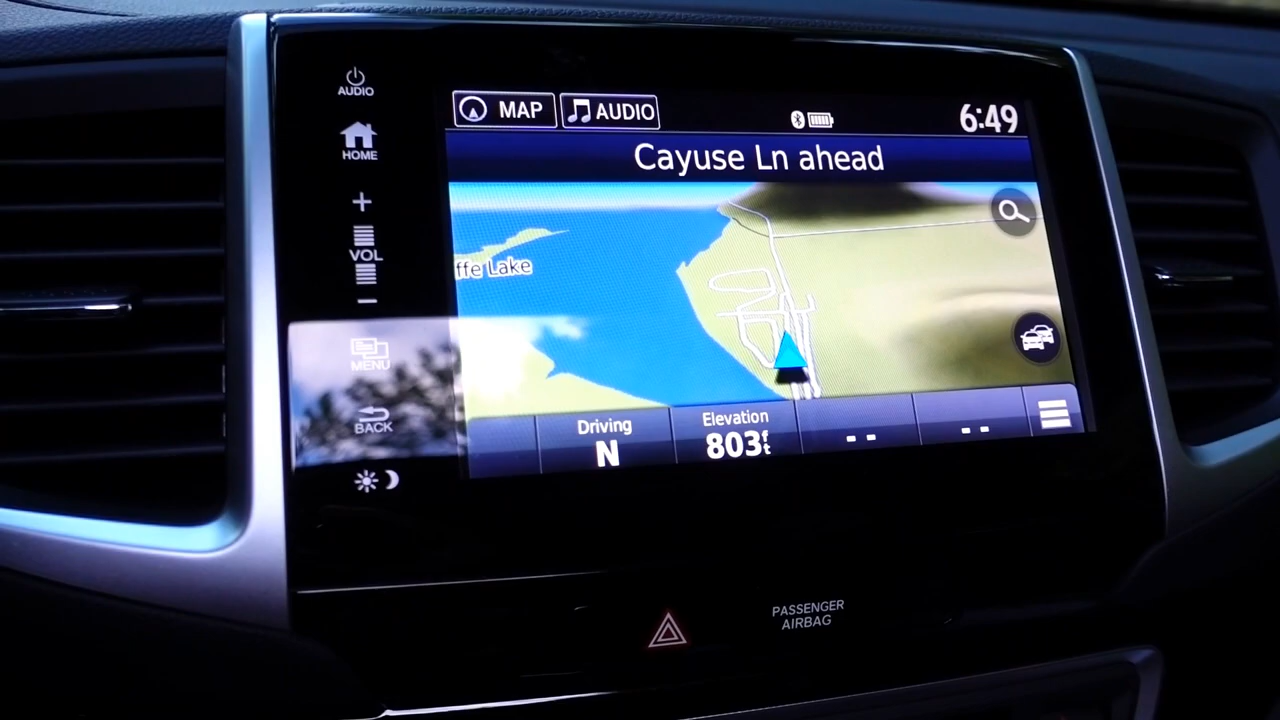 AUDIO
HOME
+
VOL
-
MENU
BACK
MAP
AUDIO
6:49
Cayuse Ln ahead
ffe Lake
Driving
N
Elevation
803ft
- -
- -
PASSENGER
AIRBAG